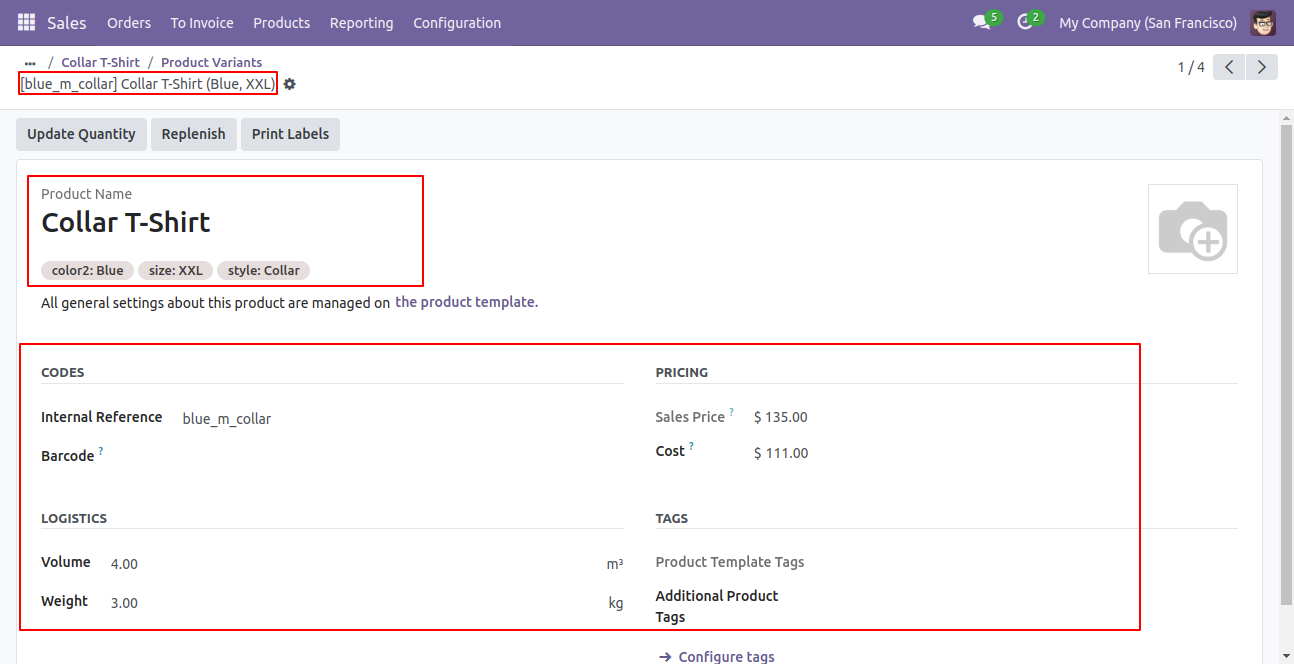 Sales Orders To Invoice Products Reporting Configuration 5 2 My Company (San Francisco)
... / Collar T-Shirt / Product Variants
[blue_m_collar] Collar T-Shirt (Blue, XXL)
1 / 4
Update Quantity Replenish Print Labels
Product Name
Collar T-Shirt
color2: Blue size: XXL style: Collar
All general settings about this product are managed on the product template.
CODES
Internal Reference blue_m_collar
Barcode ?
PRICING
Sales Price ? $ 135.00
Cost ? $ 111.00
LOGISTICS
Volume 4.00 m³
Weight 3.00 kg
TAGS
Product Template Tags
Additional Product
Tags
→ Configure tags